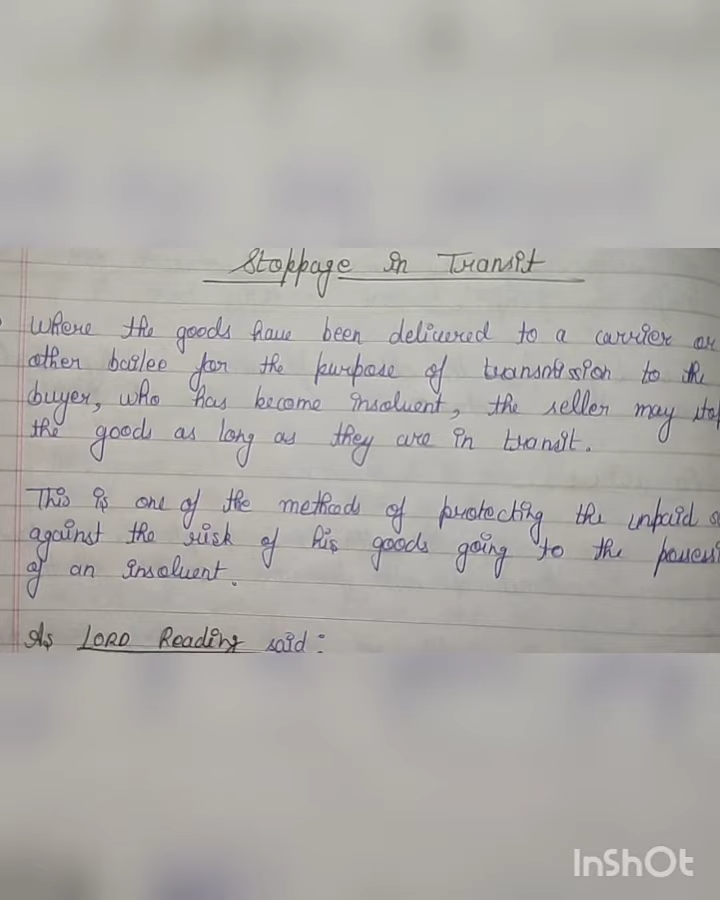 Stoppage in Transit
Where the goods have been delivered to a carrier or
other bailee for the purpose of transmission to the
buyer, who has become insolvent, the seller may stop
the goods as long as they are in transit.
This is one of the methods of protecting the unpaid
against the risk of his goods going to the
of an insolvent.
As LORD Reading said:
InShOt